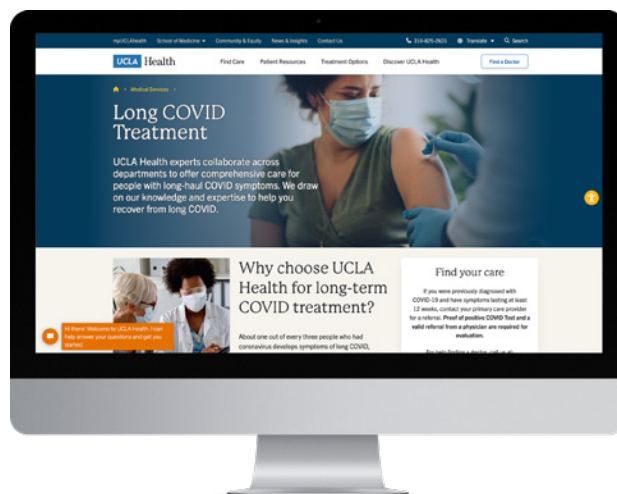 myUCLAhealth School of Medicine Community & Equity News & Insights Contact Us 310-825-2631 Translate Search
UCLA Health Find Care Patient Resources Treatment Options Discover UCLA Health Find a Doctor
Medical Services
Long COVID
Treatment
UCLA Health experts collaborate across
departments to offer comprehensive care for
people with long-haul COVID symptoms. We draw
on our knowledge and expertise to help you
recover from long COVID.
Why choose UCLA
Health for long-term
COVID treatment?
About one out of every three people who had
coronavirus develops symptoms of long COVID,
Find your care
If you were previously diagnosed with
COVID-19 and have symptoms lasting at least
12 weeks, contact your primary care provider
for a referral. Proof of positive COVID Test and a
valid referral from a physician are required for
evaluation.
Hi there! Welcome to UCLA Health. I can
help answer your questions and get you
started.